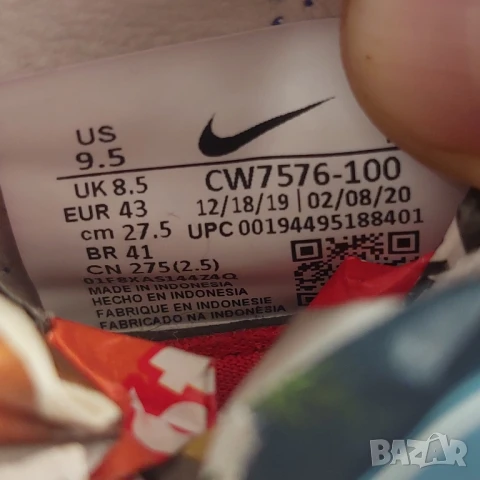 US
9.5
UK 8.5
EUR 43
cm 27.5
BR 41
CN 275(2.5)
CW7576-100
12/18/19 | 02/08/20
UPC 00194495188401
MADE IN INDONESIA
HECHO EN INDONESIA
FABRIQUE EN INDONESIE
FABRICADO NA INDONESIA
BAZAR